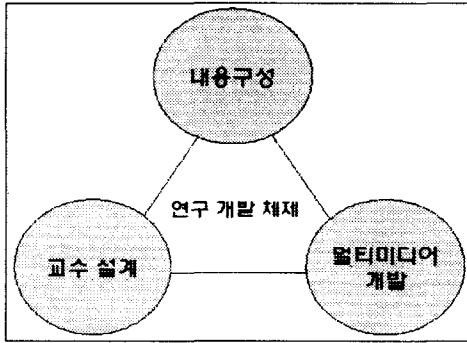 내용구성
연구 개발 체제
교수 설계
멀티미디어
개발